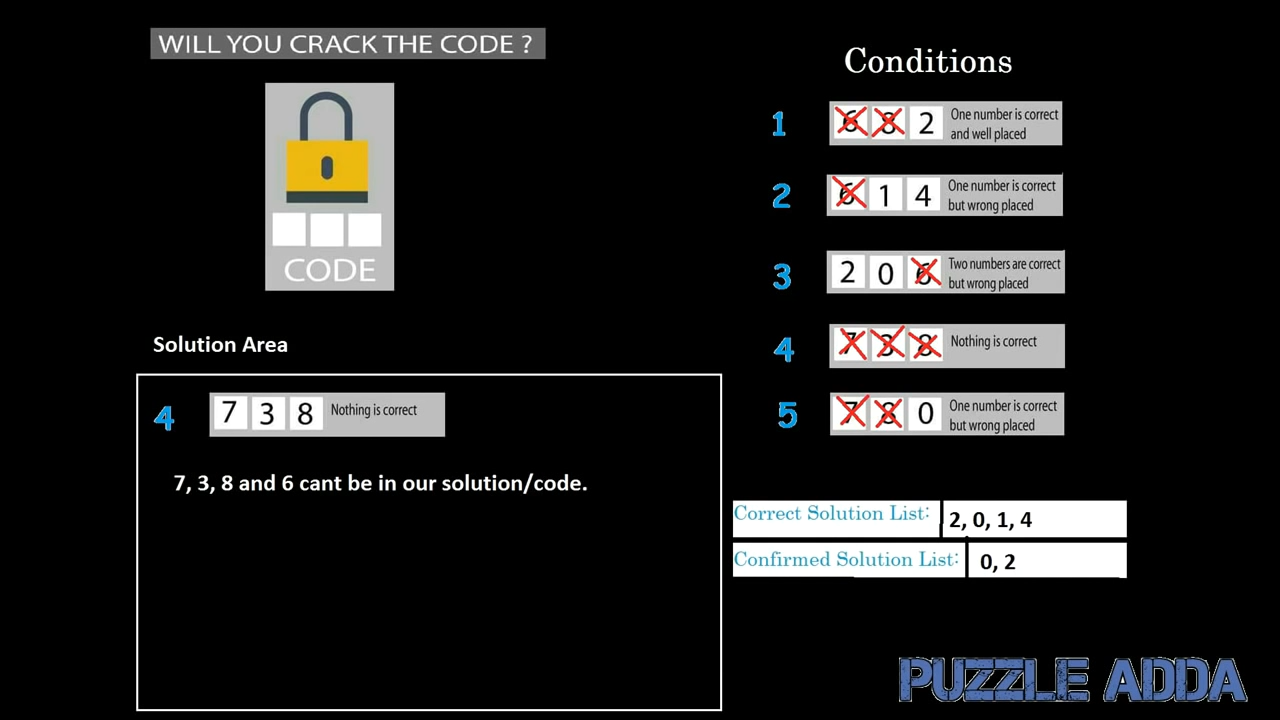 WILL YOU CRACK THE CODE ?
CODE
Conditions
1
6 8 2
One number is correct
and well placed
2
6 1 4
One number is correct
but wrong placed
3
2 0 6
Two numbers are correct
but wrong placed
4
7 3 8
Nothing is correct
5
7 8 0
One number is correct
but wrong placed
Solution Area
4
7 3 8
Nothing is correct
7, 3, 8 and 6 cant be in our solution/code.
Correct Solution List: 2, 0, 1, 4
Confirmed Solution List: 0, 2
PUZZLE ADDA